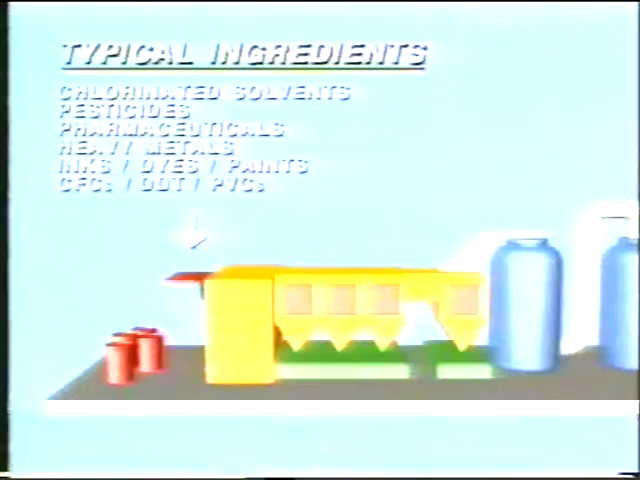 TYPICAL INGREDIENTS
CHLORINATED SOLVENTS
PESTICIDES
PHARMACEUTICALS
HEAVY METALS
INKS / DYES / PAINTS
CFCs / DDT / PVCs